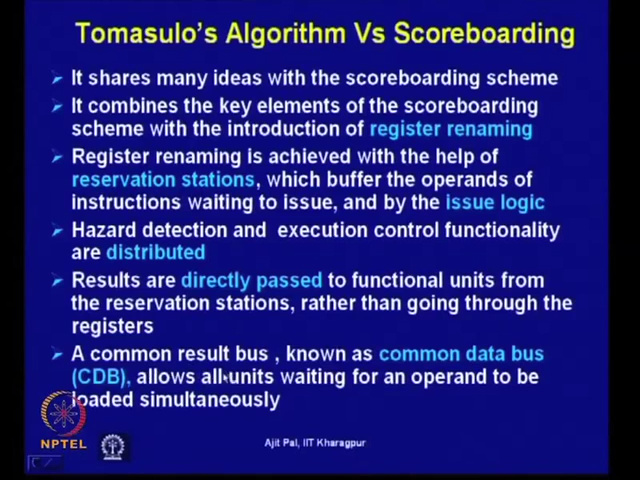 Tomasulo's Algorithm Vs Scoreboarding
It shares many ideas with the scoreboarding scheme
It combines the key elements of the scoreboarding
scheme with the introduction of register renaming
Register renaming is achieved with the help of
reservation stations, which buffer the operands of
instructions waiting to issue, and by the issue logic
Hazard detection and execution control functionality
are distributed
Results are directly passed to functional units from
the reservation stations, rather than going through the
registers
A common result bus , known as common data bus
(CDB), allows all units waiting for an operand to be
loaded simultaneously
NPTEL
Ajit Pal, IIT Kharagpur